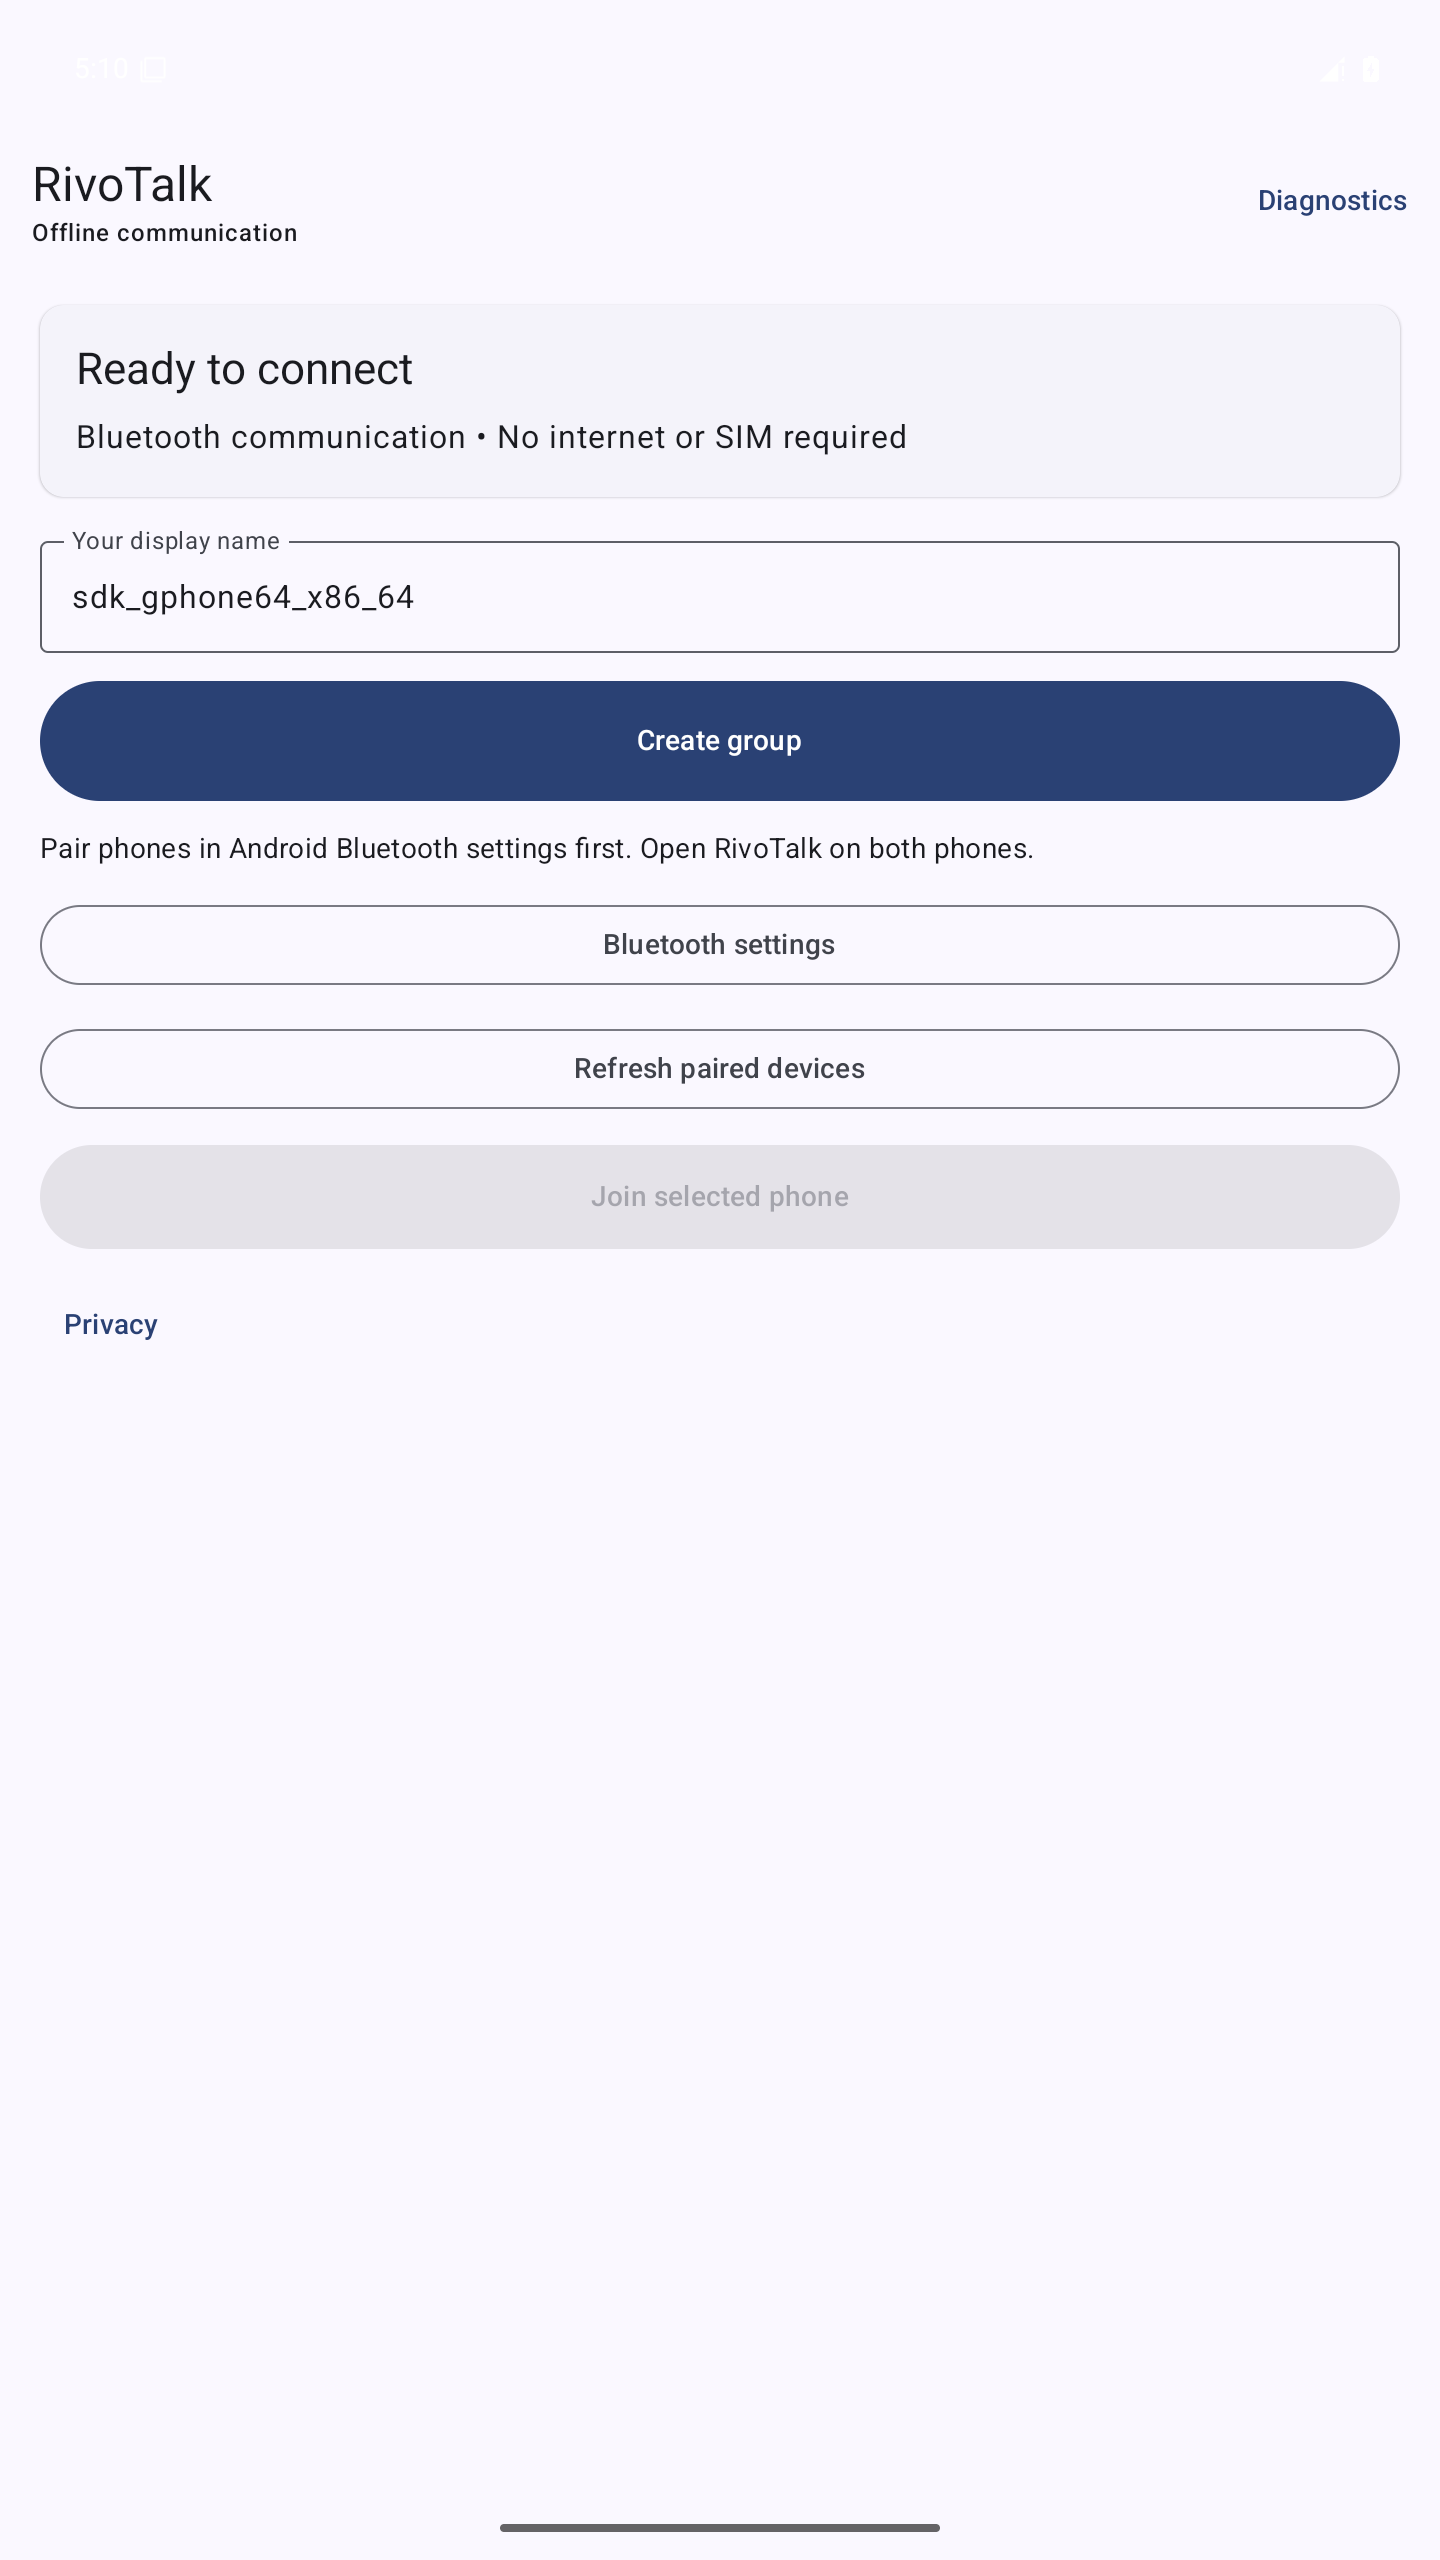 5:10
RivoTalk
Diagnostics
Offline communication
Ready to connect
Bluetooth communication • No internet or SIM required
Your display name
sdk_gphone64_x86_64
Create group
Pair phones in Android Bluetooth settings first. Open RivoTalk on both phones.
Bluetooth settings
Refresh paired devices
Join selected phone
Privacy